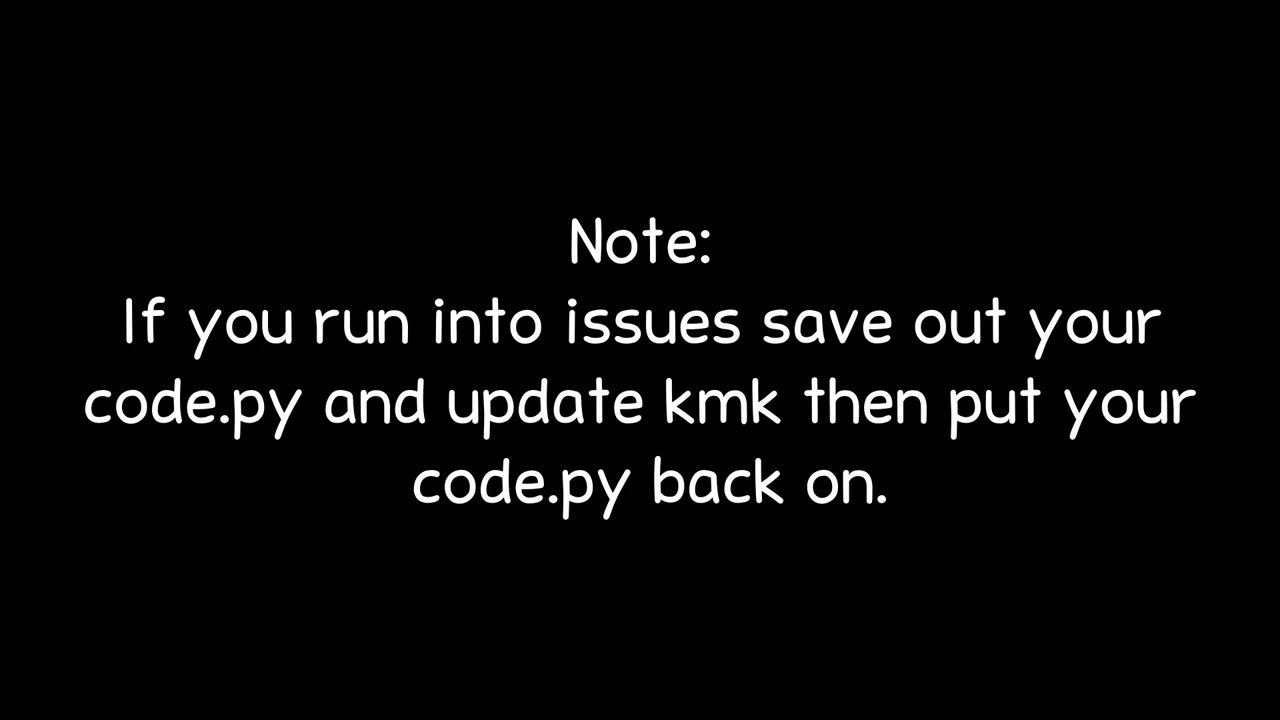 Note:
If you run into issues save out your
code.py and update kmk then put your
code.py back on.